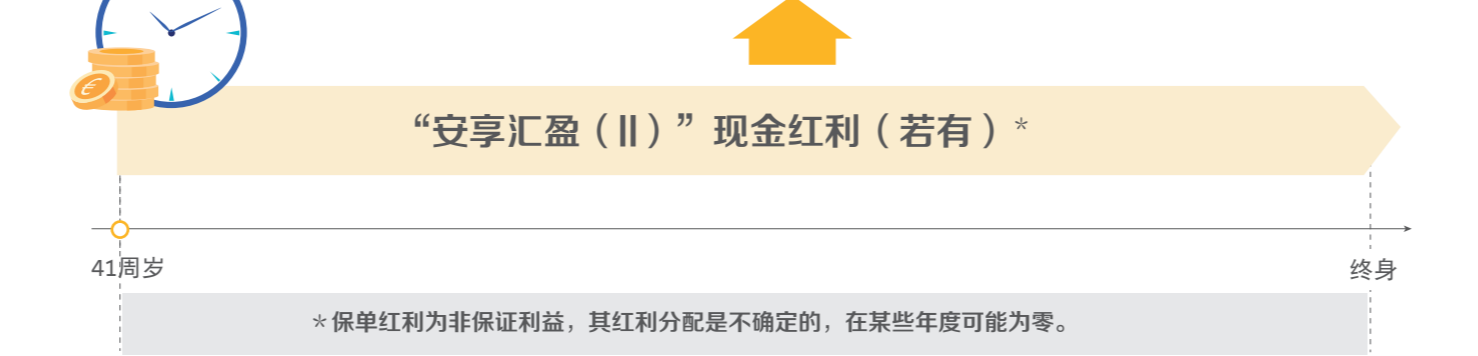 “安享汇盈（II）”现金红利（若有）*
41周岁
终身
*保单红利为非保证利益，其红利分配是不确定的，在某些年度可能为零。